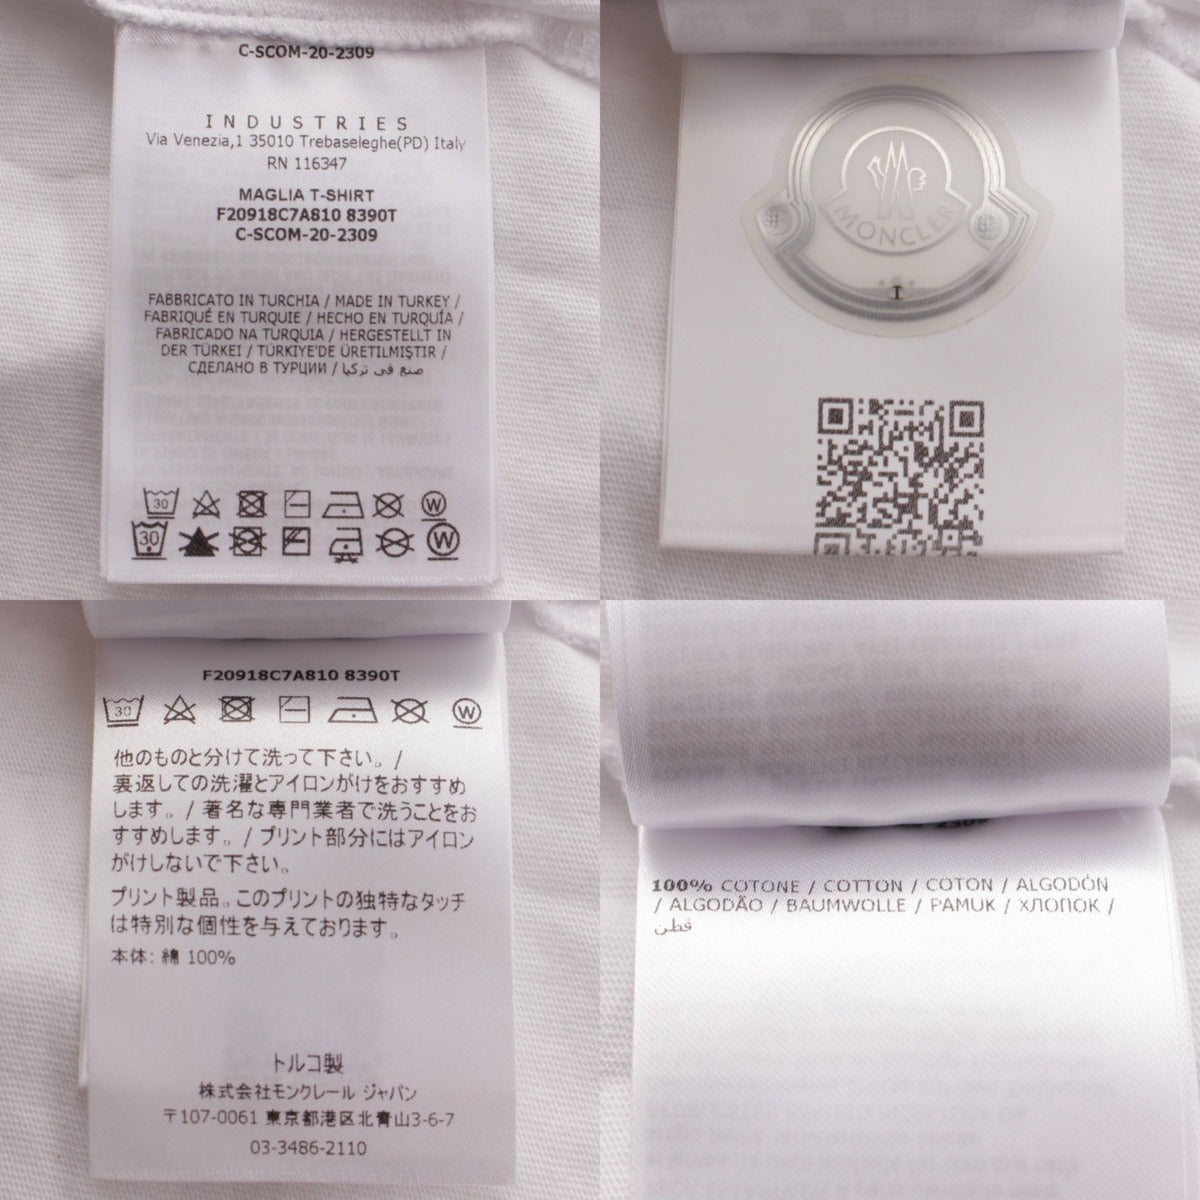 C-SCOM-20-2309
INDUSTRIES
Via Venezia,1 35010 Trebaseleghe(PD) Italy
RN 116347
MAGLIA T-SHIRT
F20918C7A810 8390T
C-SCOM-20-2309
FABBRICATO IN TURCHIA / MADE IN TURKEY /
FABRIQUÉ EN TURQUIE / HECHO EN TURQUÍA /
FABRICADO NA TURQUIA / HERGESTELLT IN
DER TÜRKEI / TÜRKIYE'DE ÜRETILMIŞTIR /
СДЕЛАНО В ТУРЦИИ / صنع في تركيا
30
W
30
W
MONCLER
F20918C7A810 8390T
30
W
他のものと分けて洗って下さい。/
裏返しての洗濯とアイロンがけをおすすめ
します。/ 著名な専門業者で洗うことをお
すすめします。/ プリント部分にはアイロン
がけしないで下さい。
プリント製品。このプリントの独特なタッチ
は特別な個性を与えております。
本体: 綿 100%
トルコ製
株式会社モンクレール ジャパン
〒107-0061 東京都港区北青山3-6-7
03-3486-2110
100% COTONE / COTTON / COTON / ALGODÓN
/ ALGODÃO / BAUMWOLLE / PAMUK / ХЛОПОК /
قطن